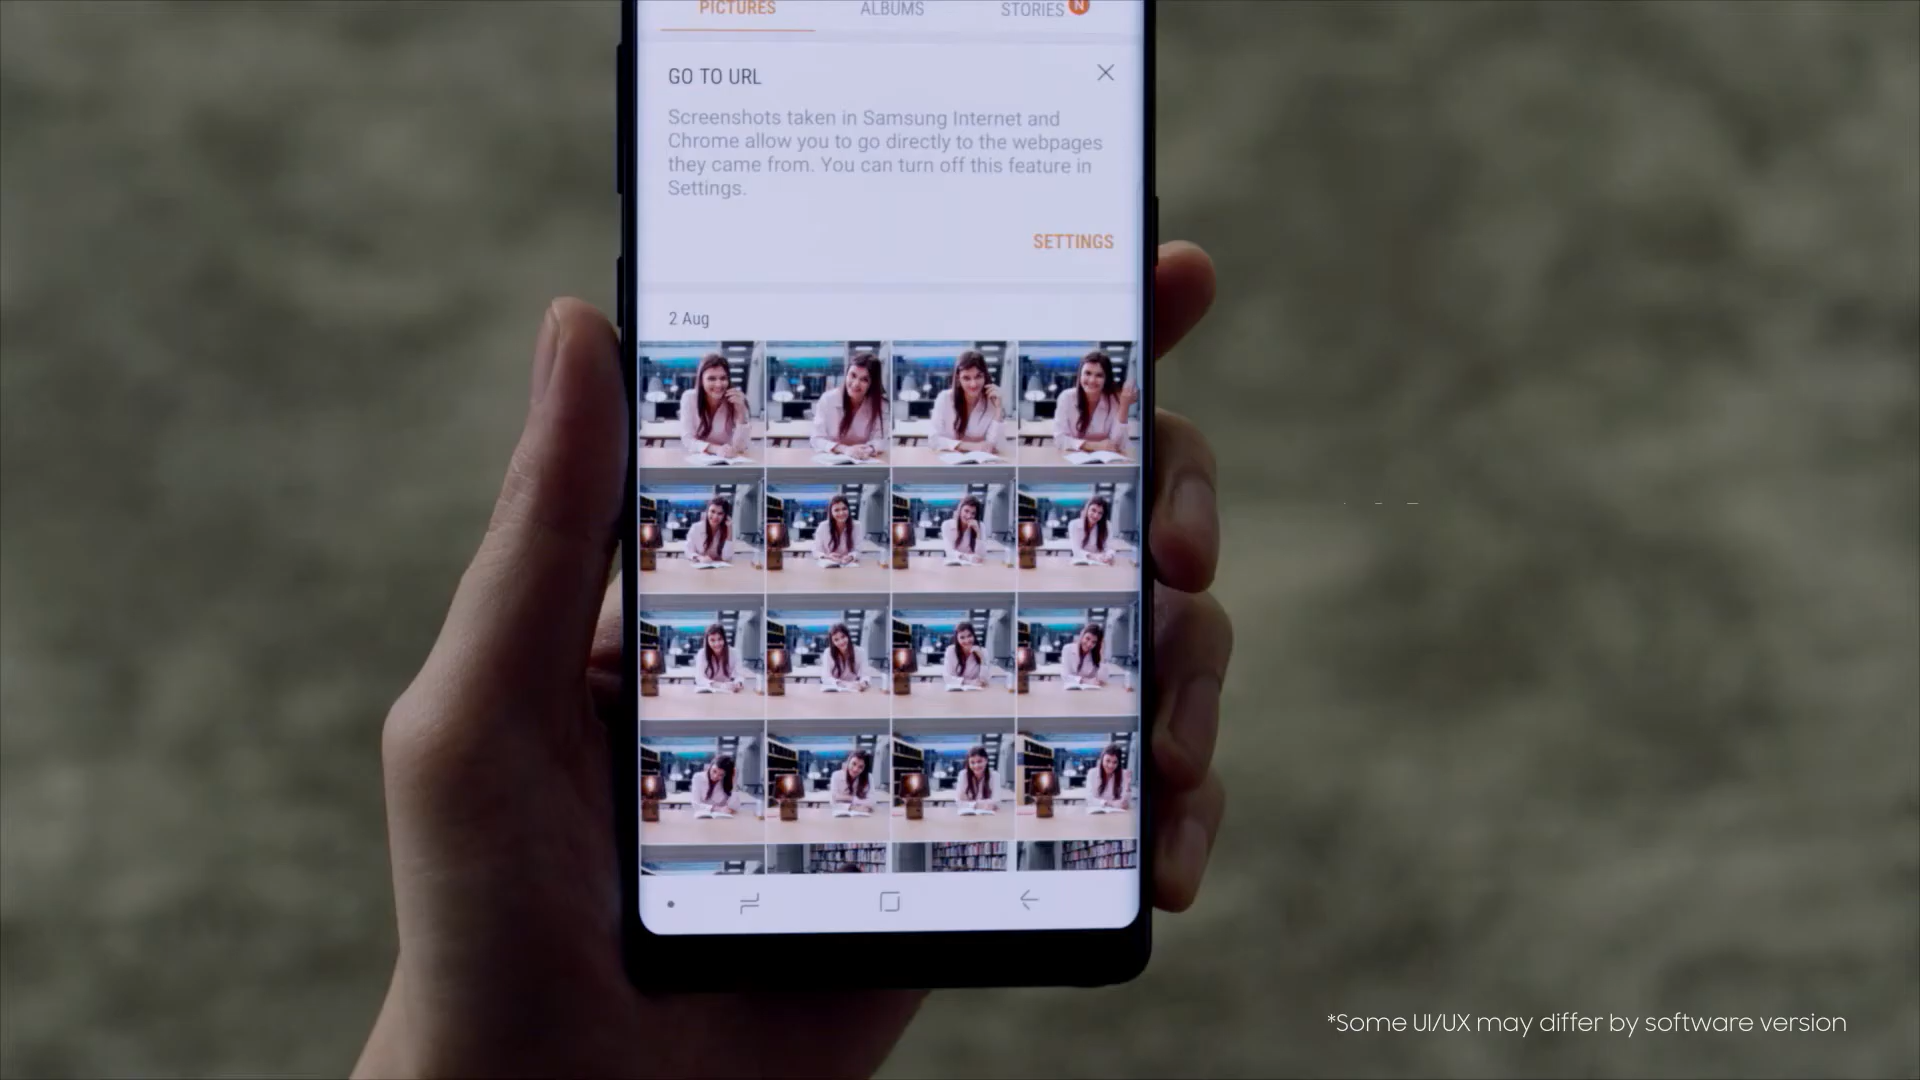 PICTURES ALBUMS STORIES N
GO TO URL
Screenshots taken in Samsung Internet and
Chrome allow you to go directly to the webpages
they came from. You can turn off this feature in
Settings.
SETTINGS
2 Aug
*Some UI/UX may differ by software version